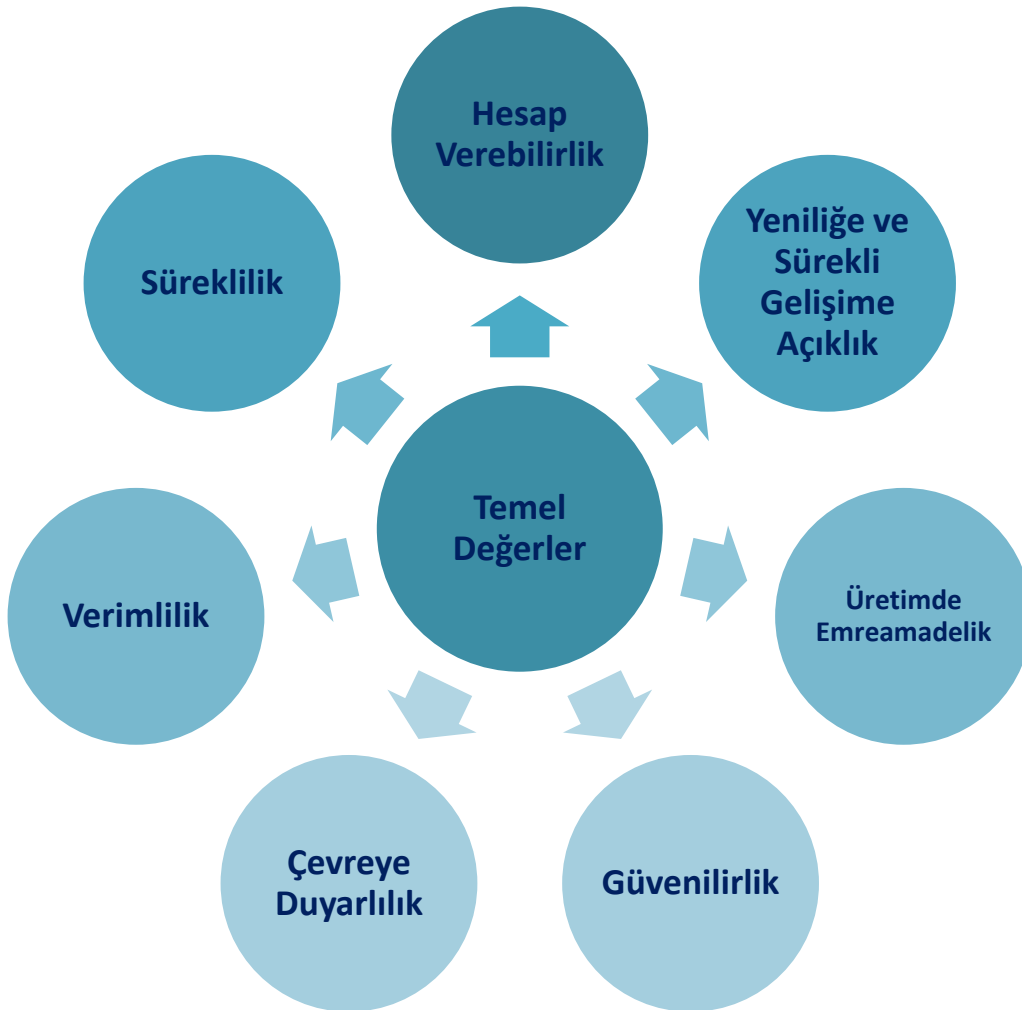 Hesap
Verebilirlik
Yeniliğe ve
Sürekli
Gelişime
Açıklık
Üretimde
Emreamadelik
Güvenilirlik
Çevreye
Duyarlılık
Verimlilik
Süreklilik
Temel
Değerler